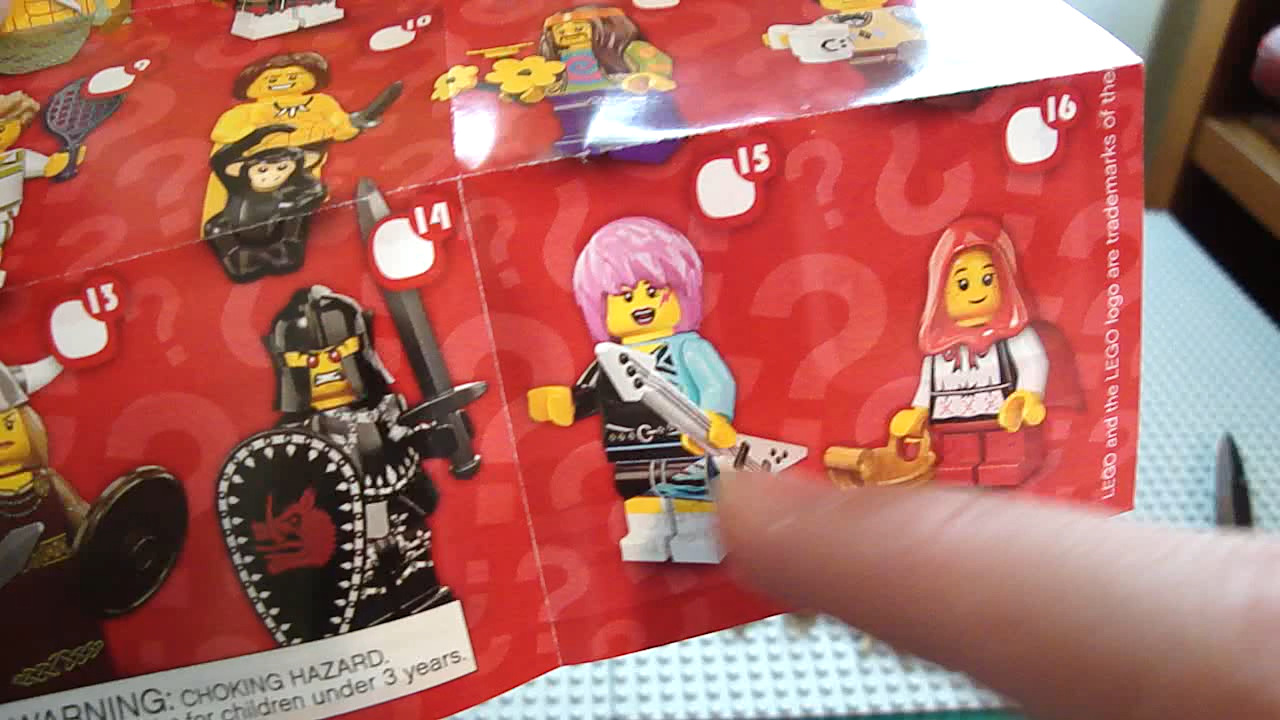 10
9
16
15
14
13
LEGO and the LEGO logo are trademarks of the
WARNING: CHOKING HAZARD.
for children under 3 years.